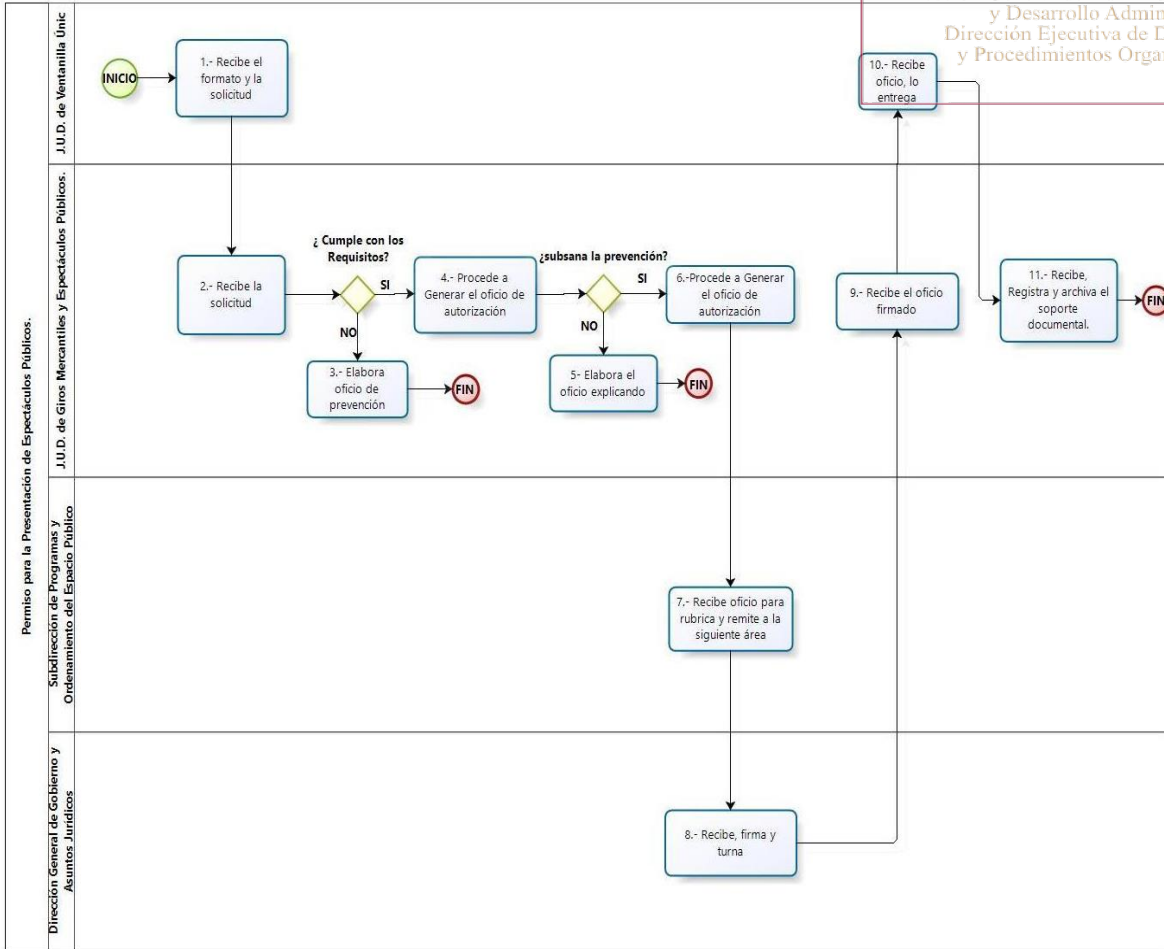 Permiso para la Presentación de Espectáculos Públicos.
J.U.D. de Ventanilla Únic
INICIO
1.- Recibe el
formato y la
solicitud
10.- Recibe
oficio, lo
entrega
y Desarrollo Admin
Dirección Ejecutiva de D
y Procedimientos Orga
J.U.D. de Giros Mercantiles y Espectáculos Públicos.
2.- Recibe la
solicitud
¿ Cumple con los
Requisitos?
SI
NO
3.- Elabora
oficio de
prevención
FIN
4.- Procede a
Generar el oficio de
autorización
¿subsana la prevención?
SI
NO
5- Elabora el
oficio explicando
FIN
6.-Procede a Generar
el oficio de
autorización
9.- Recibe el oficio
firmado
11.- Recibe,
Registra y archiva el
soporte
documental.
FIN
Subdirección de Programas y
Ordenamiento del Espacio Público
7.- Recibe oficio para
rubrica y remite a la
siguiente área
Dirección General de Gobierno y
Asuntos Jurídicos
8.- Recibe, firma y
turna